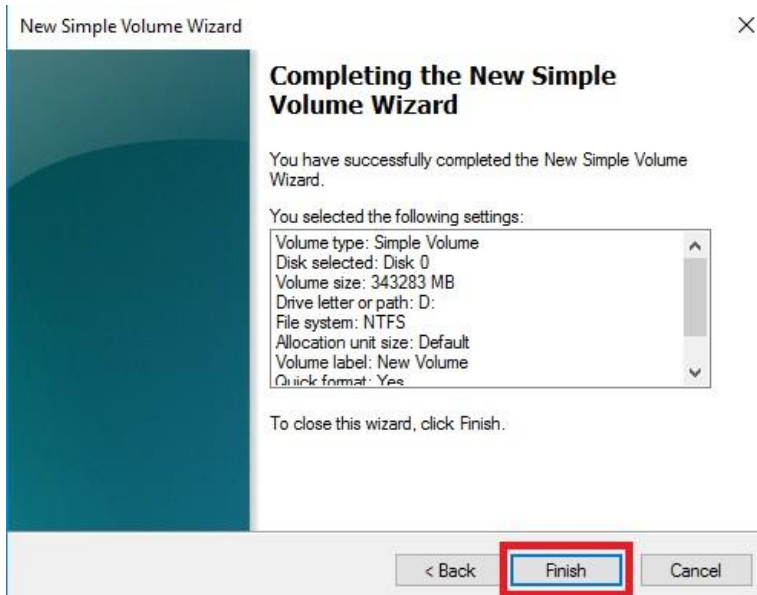 New Simple Volume Wizard
Completing the New Simple
Volume Wizard
You have successfully completed the New Simple Volume
Wizard.
You selected the following settings:
Volume type: Simple Volume
Disk selected: Disk 0
Volume size: 343283 MB
Drive letter or path: D:
File system: NTFS
Allocation unit size: Default
Volume label: New Volume
Quick format: Yes
To close this wizard, click Finish.
< Back
Finish
Cancel